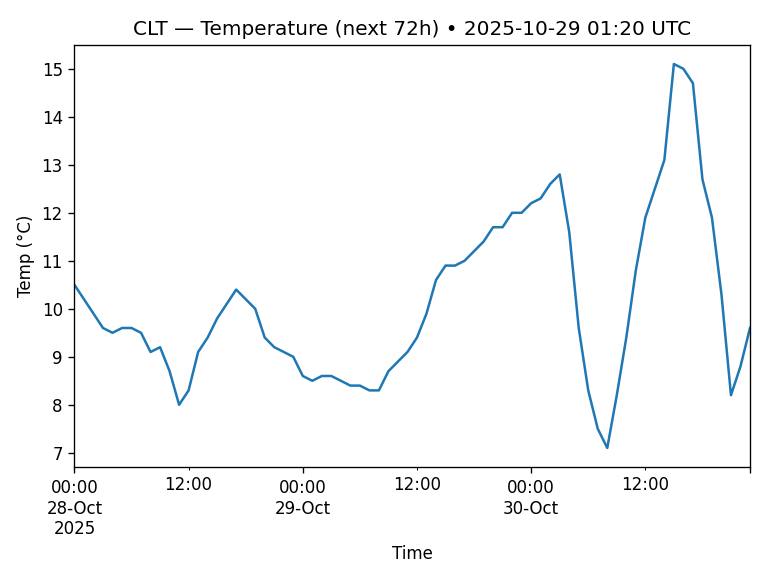 CLT — Temperature (next 72h) • 2025-10-29 01:20 UTC
Temp (°C)
15
14
13
12
11
10
9
8
7
00:00 12:00 00:00 12:00 00:00 12:00
28-Oct 29-Oct 30-Oct
2025
Time